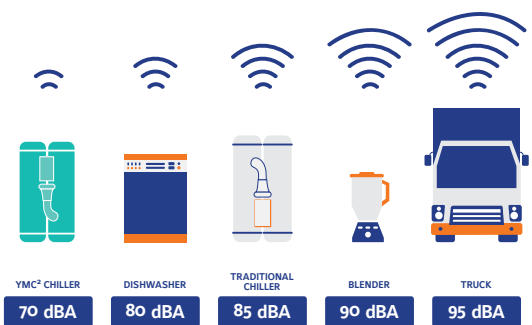 YMC² CHILLER
DISHWASHER
TRADITIONAL
CHILLER
BLENDER
TRUCK
70 dBA
80 dBA
85 dBA
90 dBA
95 dBA